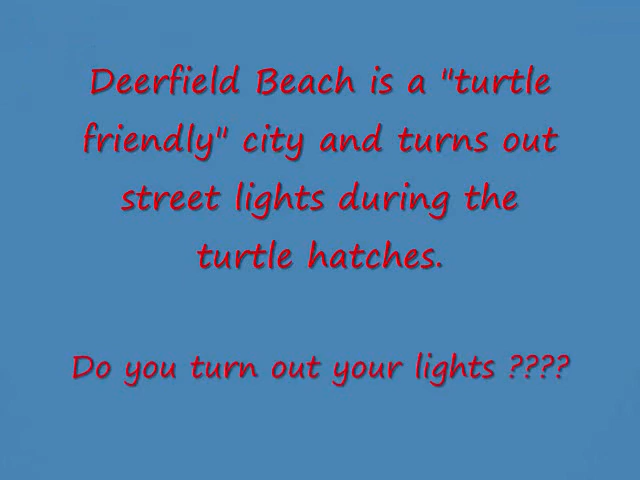 Deerfield Beach is a "turtle
friendly" city and turns out
street lights during the
turtle hatches.
Do you turn out your lights ????